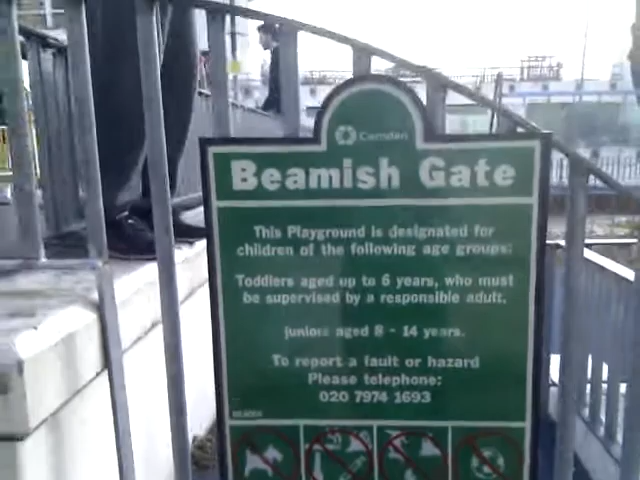 Camden
Beamish Gate
This Playground is designated for
children of the following age groups:
Toddlers aged up to 6 years, who must
be supervised by a responsible adult.
Juniors aged 8 - 14 years.
To report a fault or hazard
Please telephone:
020 7974 1693